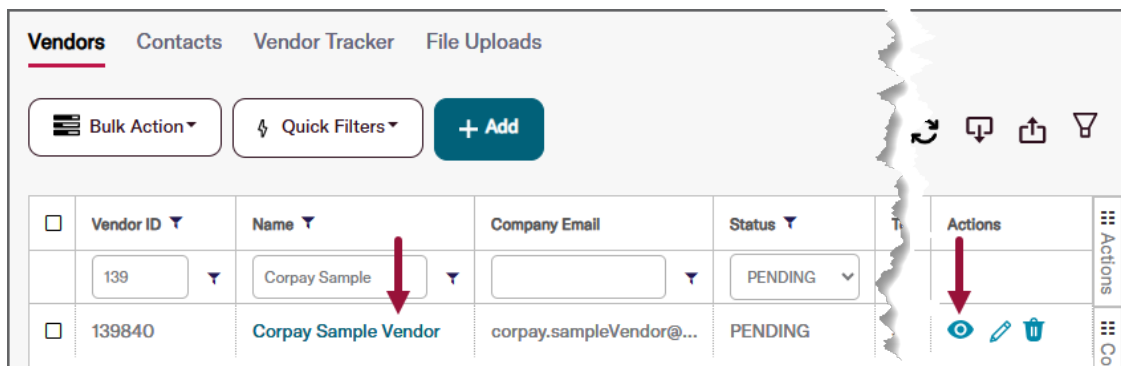 Vendors Contacts Vendor Tracker File Uploads
Bulk Action Quick Filters + Add
Vendor ID Name Company Email Status Actions
139 Corpay Sample PENDING
139840 Corpay Sample Vendor corpay.sampleVendor@... PENDING
Actions
Co